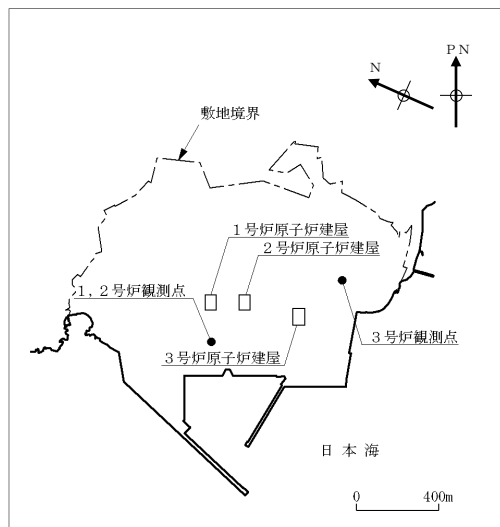 PN
N
敷地境界
1号炉原子炉建屋
2号炉原子炉建屋
1,2号炉観測点
3号炉観測点
3号炉原子炉建屋
日本海
0 400m